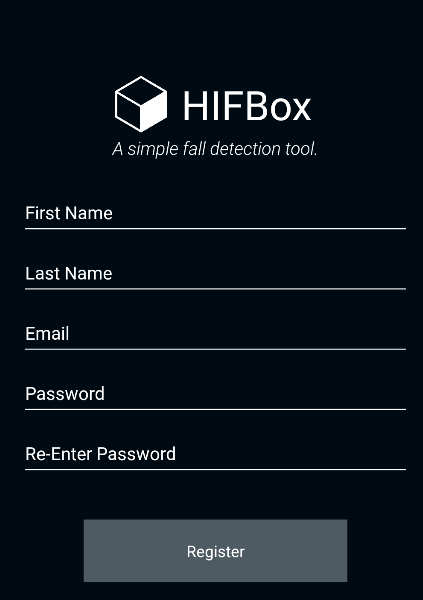 HIFBox
A simple fall detection tool.
First Name
Last Name
Email
Password
Re-Enter Password
Register